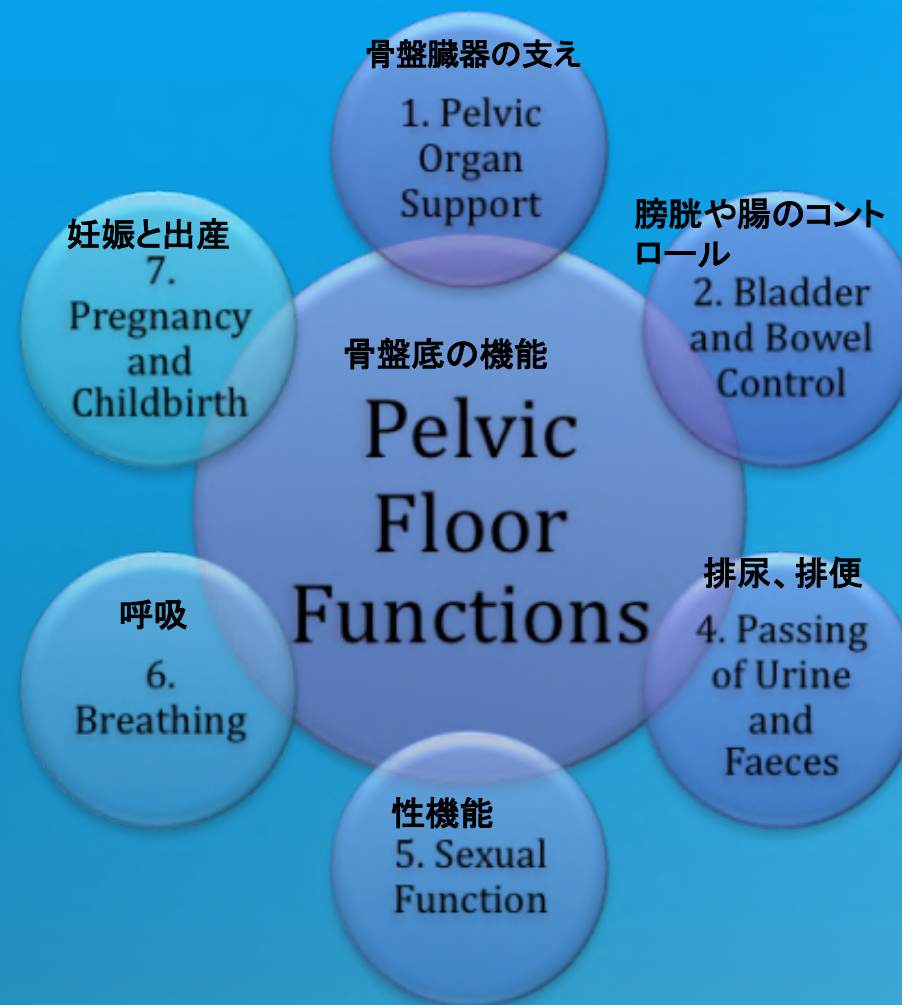 骨盤臓器の支え
1. Pelvic
Organ
Support
膀胱や腸のコント
ロール
2. Bladder
and Bowel
Control
排尿、排便
4. Passing
of Urine
and
Faeces
性機能
5. Sexual
Function
呼吸
6.
Breathing
妊娠と出産
7.
Pregnancy
and
Childbirth
骨盤底の機能
Pelvic
Floor
Functions